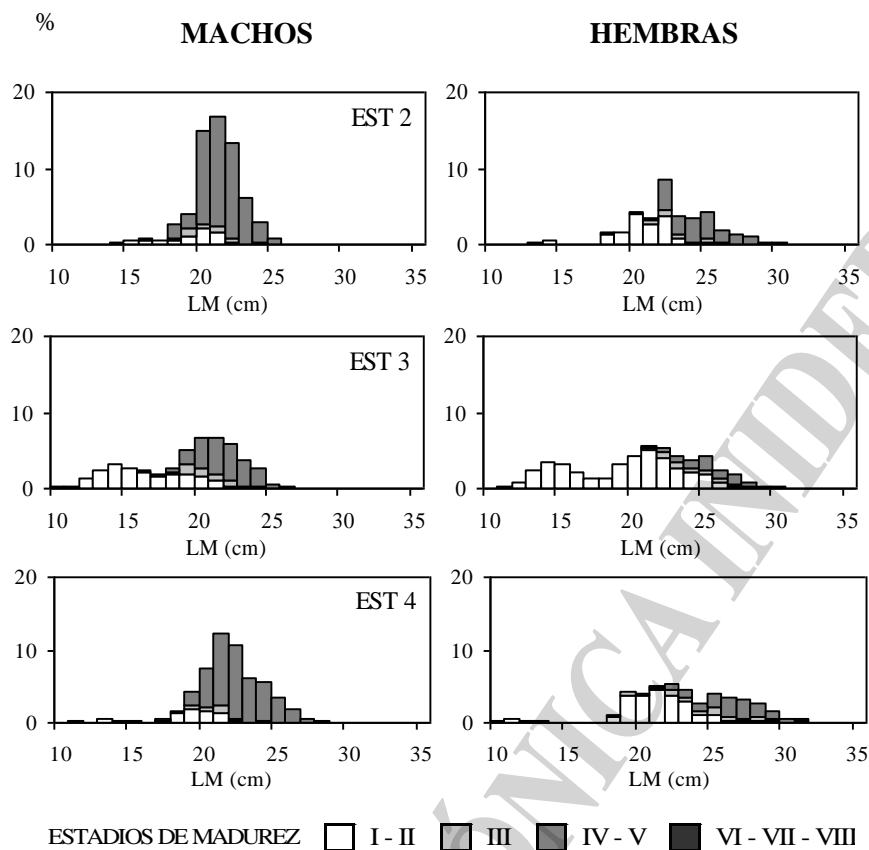 %
MACHOS HEMBRAS
20 20
EST 2
10 10
0 0
10 15 20 25 30 35 10 15 20 25 30 35
LM (cm) LM (cm)
20 20
EST 3
10 10
0 0
10 15 20 25 30 35 10 15 20 25 30 35
LM (cm) LM (cm)
20 20
EST 4
10 10
0 0
10 15 20 25 30 35 10 15 20 25 30 35
LM (cm) LM (cm)
ESTADIOS DE MADUREZ I - II III IV - V VI - VII - VIII
ÓNICA INIDE